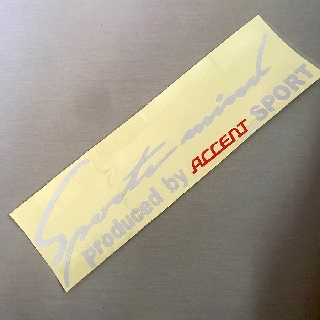 Sports mind
produced by ACCENT SPORT